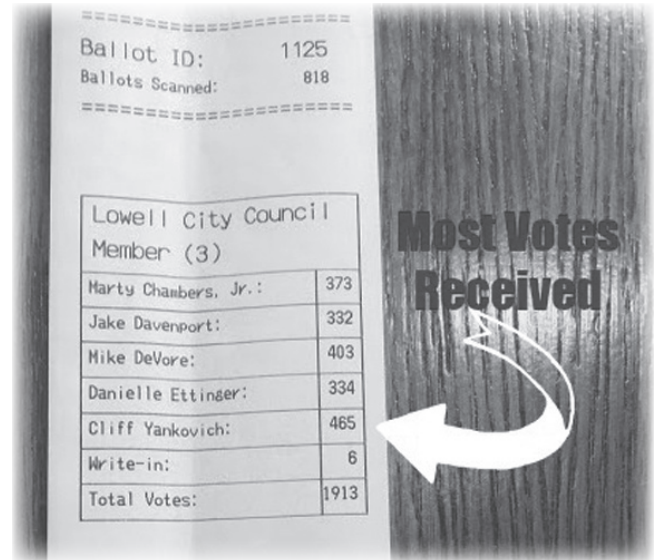 ===========================
Ballot ID: 1125
Ballots Scanned: 818
===========================
Lowell City Council
Member (3)
Marty Chambers, Jr.: 373
Jake Davenport: 332
Mike DeVore: 403
Danielle Ettinger: 334
Cliff Yankovich: 465
Write-in: 6
Total Votes: 1913
Most Votes
Received